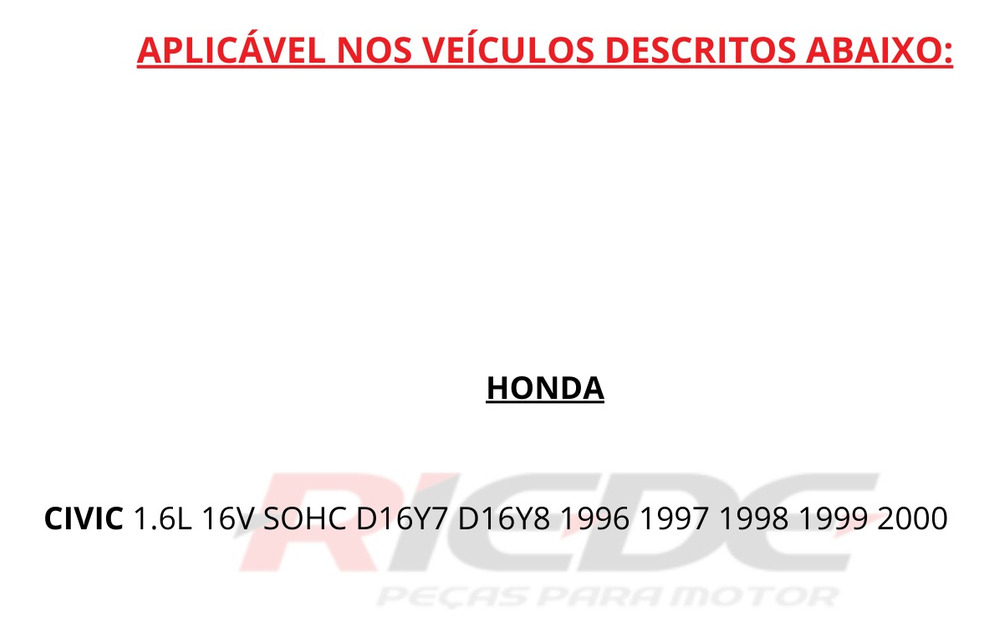 APLICÁVEL NOS VEÍCULOS DESCRITOS ABAIXO:
HONDA
CIVIC 1.6L 16V SOHC D16Y7 D16Y8 1996 1997 1998 1999 2000
RIEDE
PEÇAS PARA MOTOR